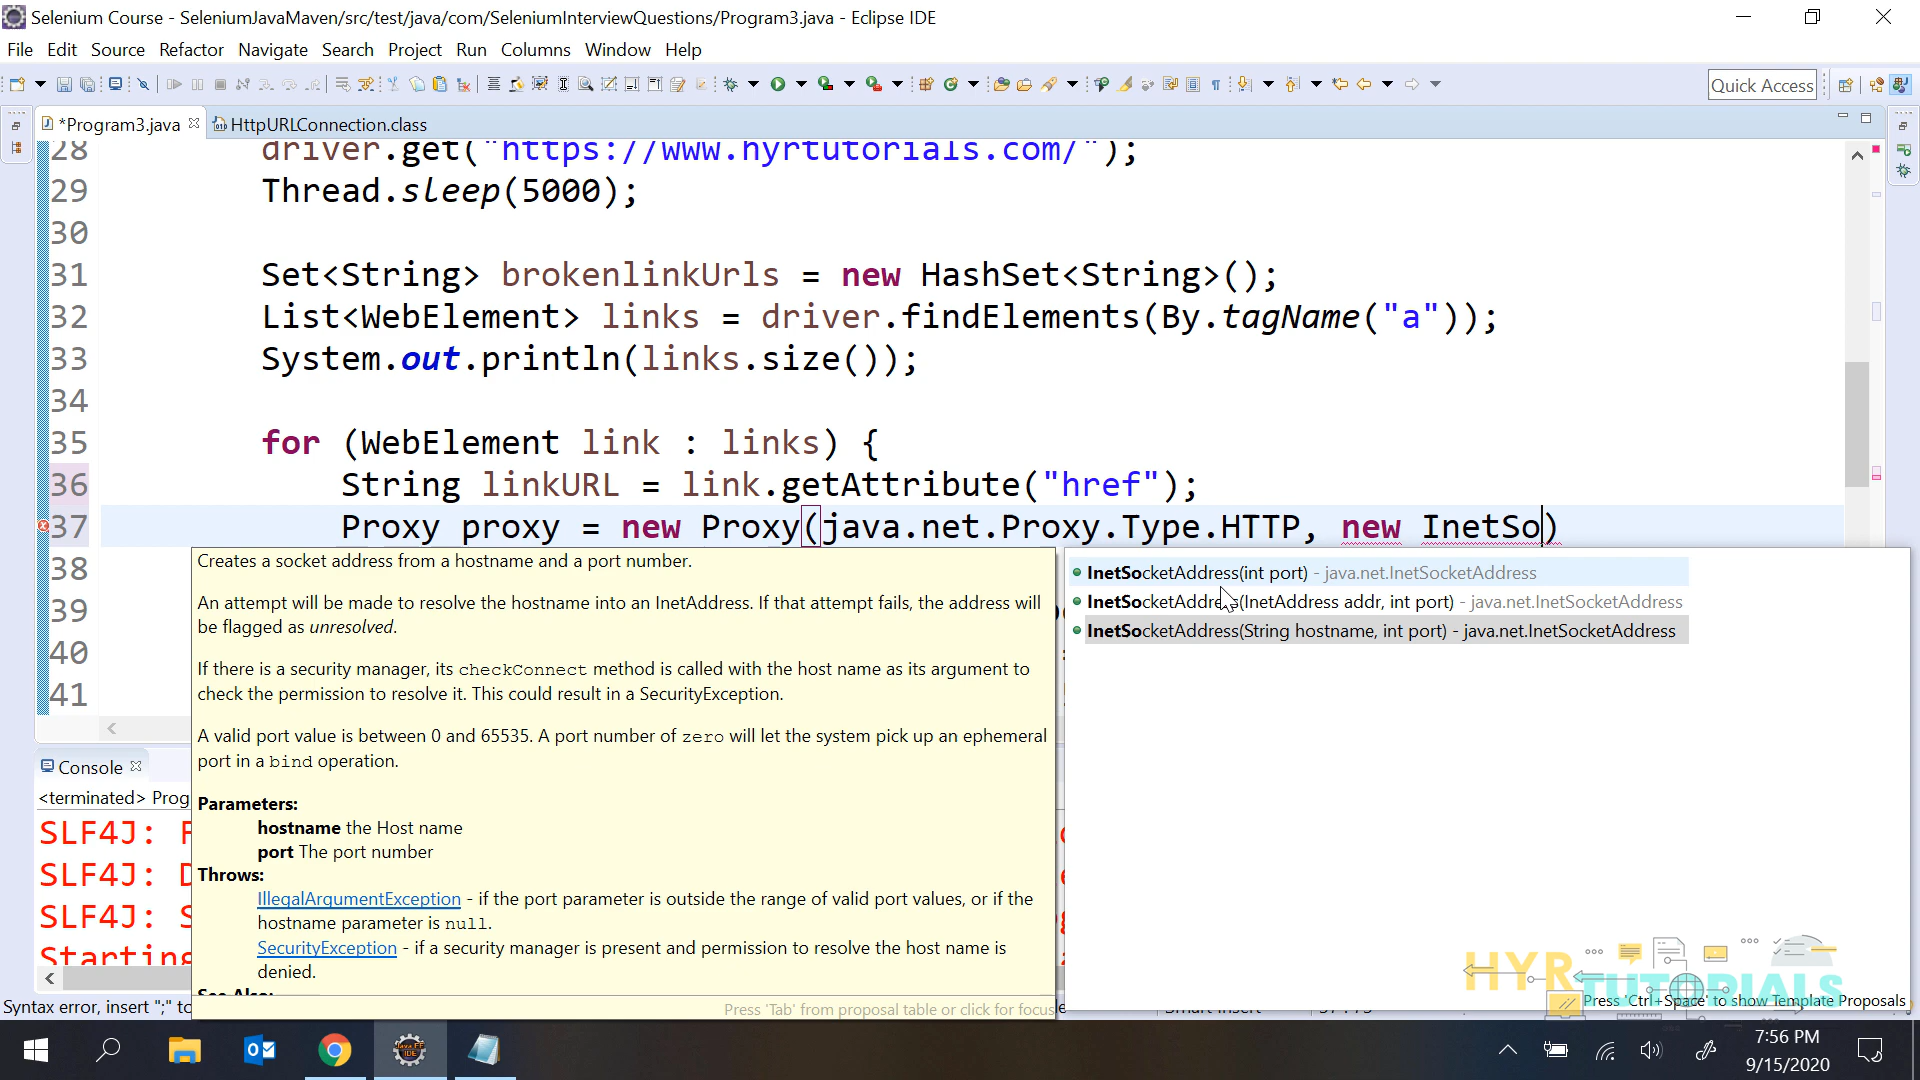 Selenium Course - SeleniumJavaMaven/src/test/java/com/SeleniumInterviewQuestions/Program3.java - Eclipse IDE
File Edit Source Refactor Navigate Search Project Run Columns Window Help
Quick Access
*Program3.java HttpURLConnection.class
28 driver.get("https://www.hyrtutorials.com/");
29 Thread.sleep(5000);
30
31 Set<String> brokenlinkUrls = new HashSet<String>();
32 List<WebElement> links = driver.findElements(By.tagName("a"));
33 System.out.println(links.size());
34
35 for (WebElement link : links) {
36 String linkURL = link.getAttribute("href");
37 Proxy proxy = new Proxy(java.net.Proxy.Type.HTTP, new InetSo)
38
39
40
41
Creates a socket address from a hostname and a port number.
An attempt will be made to resolve the hostname into an InetAddress. If that attempt fails, the address will
be flagged as unresolved.
If there is a security manager, its checkConnect method is called with the host name as its argument to
check the permission to resolve it. This could result in a SecurityException.
A valid port value is between 0 and 65535. A port number of zero will let the system pick up an ephemeral
port in a bind operation.
Parameters:
hostname the Host name
port The port number
Throws:
IllegalArgumentException - if the port parameter is outside the range of valid port values, or if the
hostname parameter is null.
SecurityException - if a security manager is present and permission to resolve the host name is
denied.
See Also:
Press 'Tab' from proposal table or click for focus
InetSocketAddress(int port) - java.net.InetSocketAddress
InetSocketAddress(InetAddress addr, int port) - java.net.InetSocketAddress
InetSocketAddress(String hostname, int port) - java.net.InetSocketAddress
Press 'Ctrl+Space' to show Template Proposals
Console
<terminated> Prog
SLF4J: F
SLF4J: D
SLF4J: S
Starting
HYRTUTORIALS
Syntax error, insert ";" to
Smart Insert
7:56 PM
9/15/2020